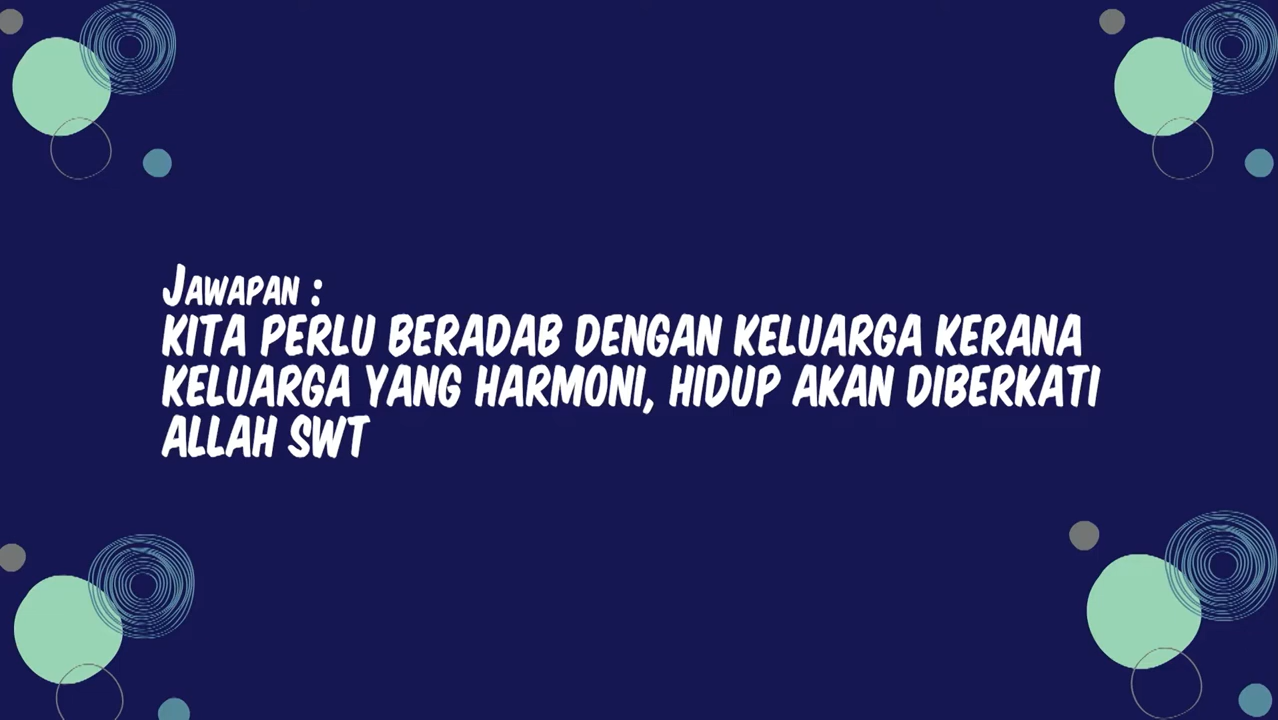 Jawapan :
KITA PERLU BERADAB DENGAN KELUARGA KERANA
KELUARGA YANG HARMONI, HIDUP AKAN DIBERKATI
ALLAH SWT